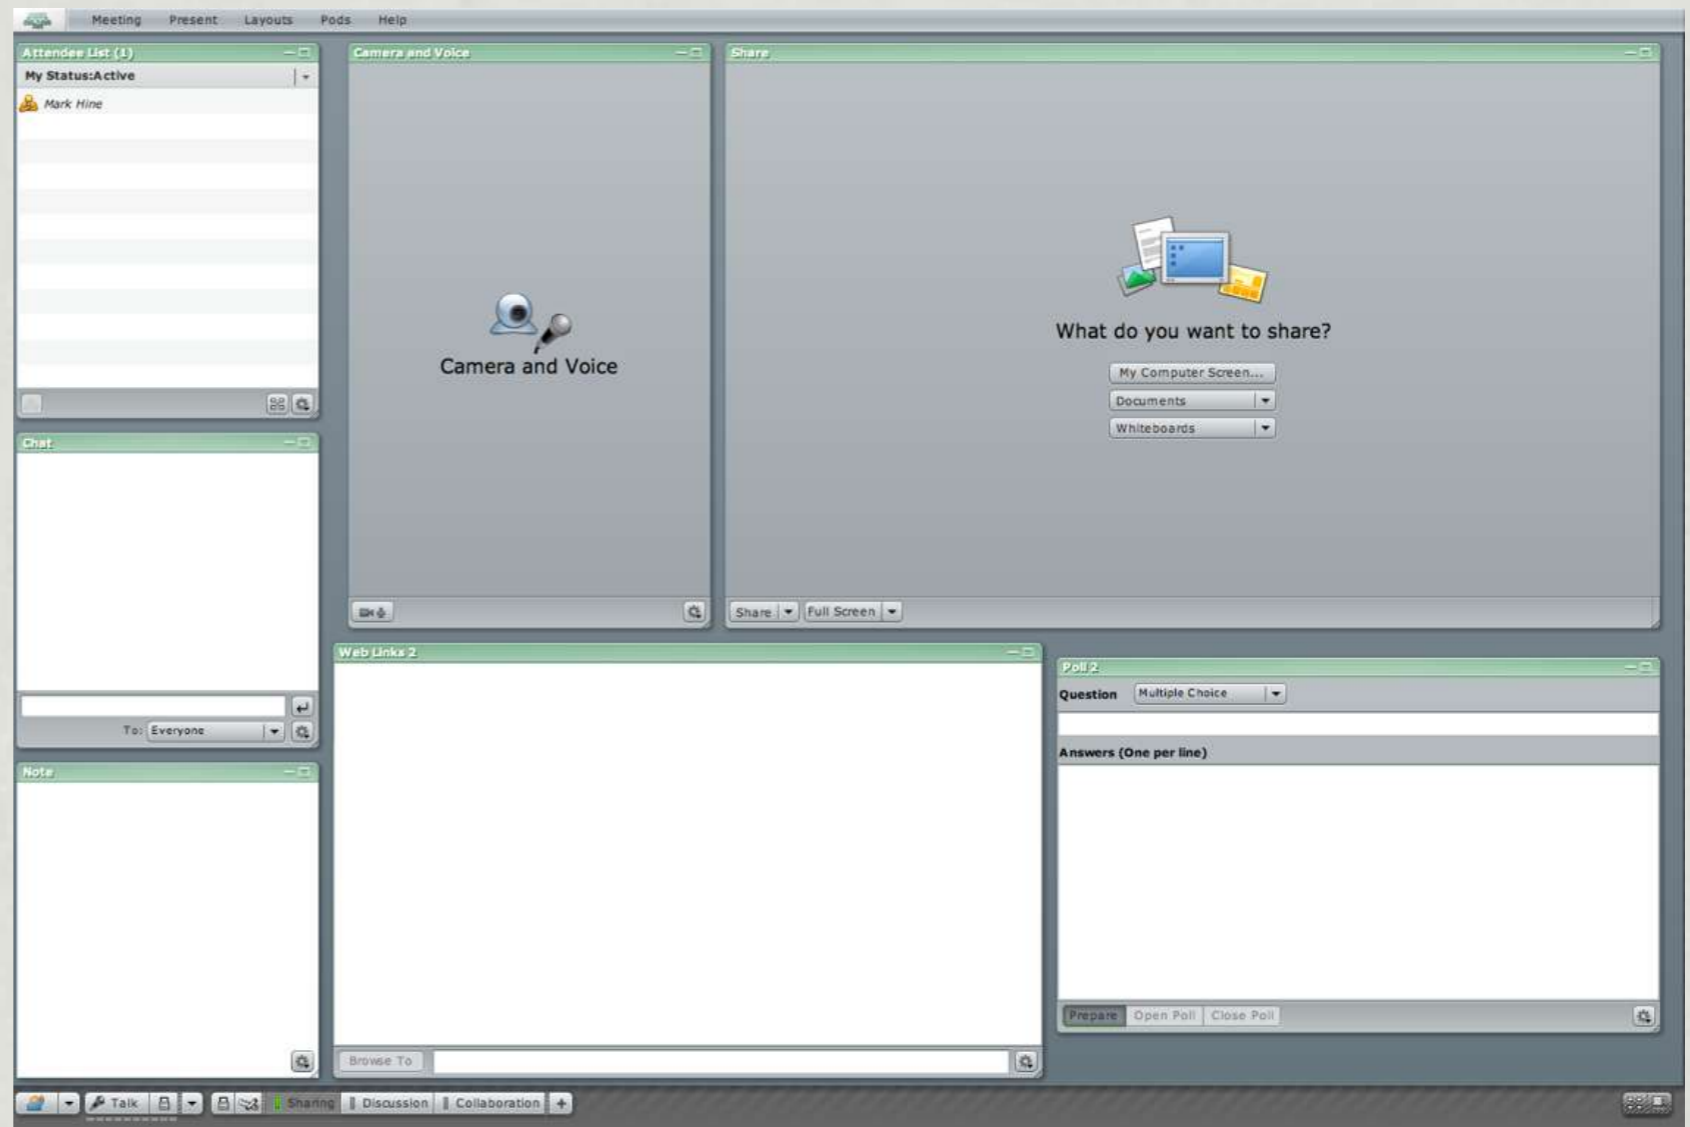 Meeting Present Layouts Pods Help
Attendee List (1)
My Status:Active
Mark Hine
Chat
To: Everyone
Note
Camera and Voice
Camera and Voice
Share
What do you want to share?
My Computer Screen...
Documents
Whiteboards
Share Full Screen
Web Links 2
Browse To
Poll 2
Question Multiple Choice
Answers (One per line)
Prepare Open Poll Close Poll
Talk Sharing Discussion Collaboration +